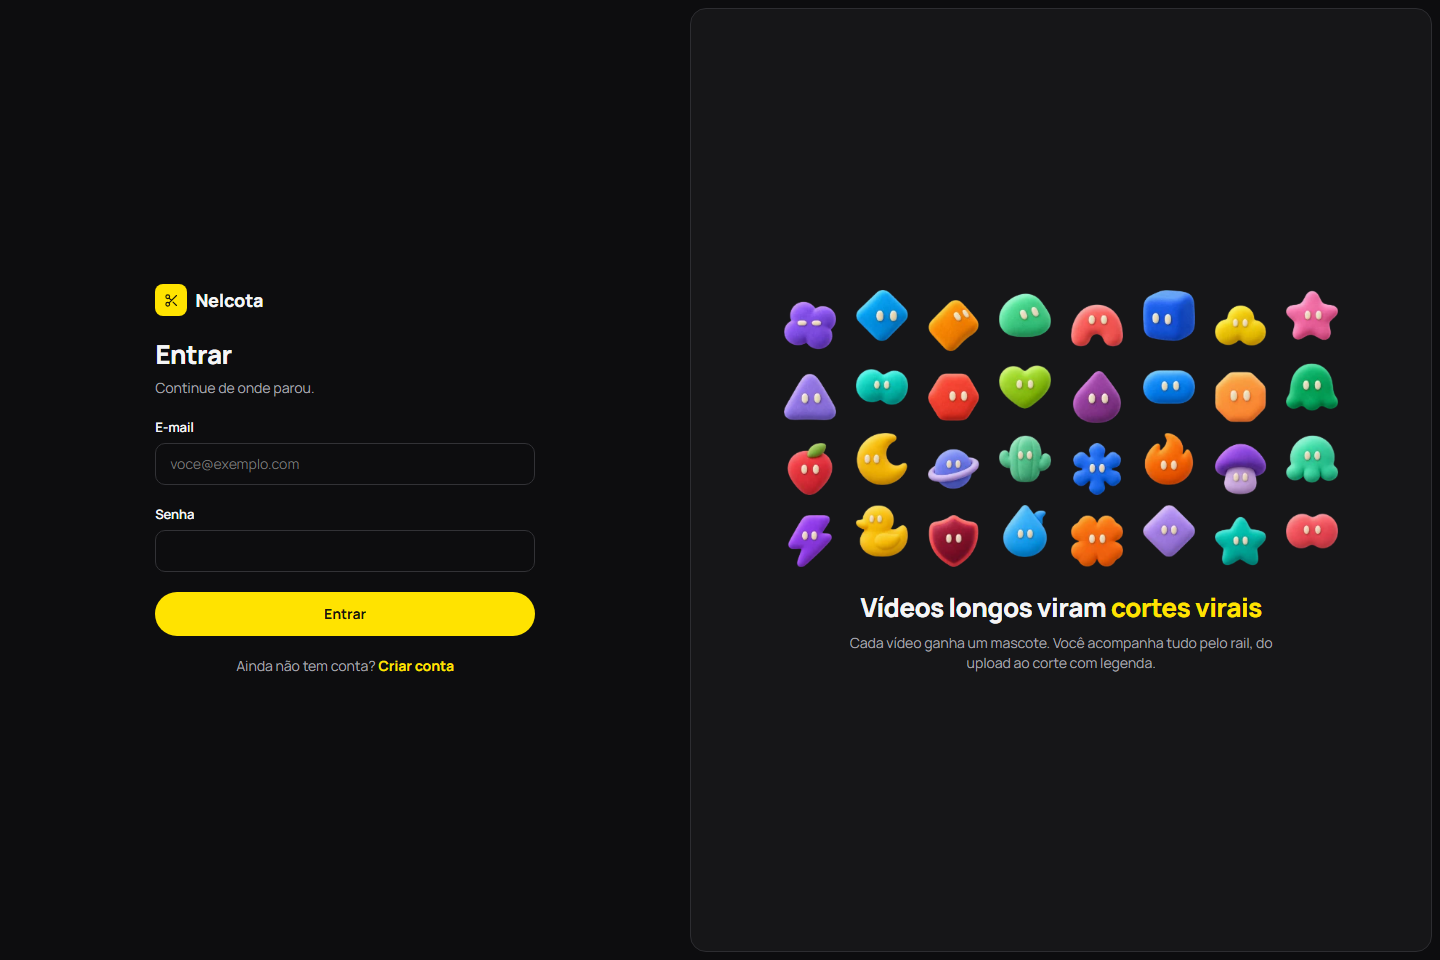 Nelcota
Entrar
Continue de onde parou.
E-mail
voce@exemplo.com
Senha
Entrar
Ainda não tem conta? Criar conta
Vídeos longos viram cortes virais
Cada vídeo ganha um mascote. Você acompanha tudo pelo rail, do
upload ao corte com legenda.